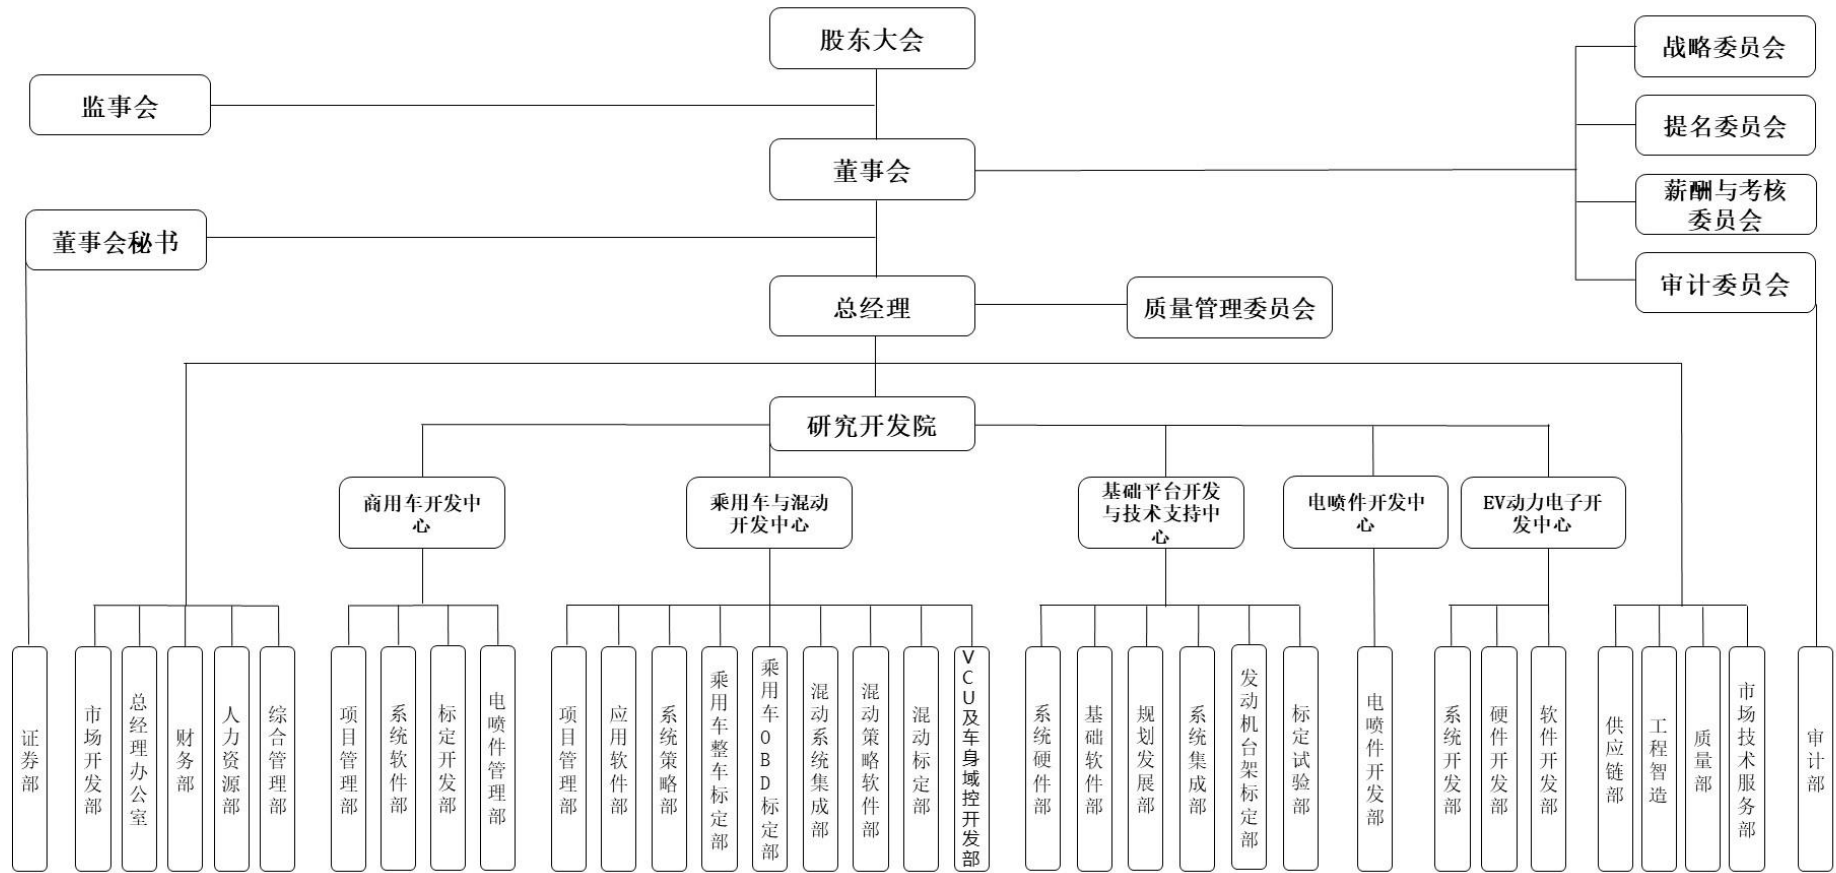 股东大会
战略委员会
监事会
提名委员会
董事会
薪酬与考核
委员会
董事会秘书
审计委员会
总经理
质量管理委员会
研究开发院
商用车开发中
心
乘用车与混动
开发中心
基础平台开发
与技术支持中
心
电喷件开发中
心
EV动力电子开
发中心
证券部
市场开发部
总经理办公室
财务部
人力资源部
综合管理部
项目管理部
系统软件部
标定开发部
电喷件管理部
项目管理部
应用软件部
系统策略部
乘用车整车标定部
乘用车OBD标定部
混动系统集成部
混动策略软件部
混动标定部
VCU及车身域控开发部
系统硬件部
基础软件部
规划发展部
系统集成部
发动机台架标定部
标定试验部
电喷件开发部
系统开发部
硬件开发部
软件开发部
供应链部
工程智造
质量部
市场技术服务部
审计部